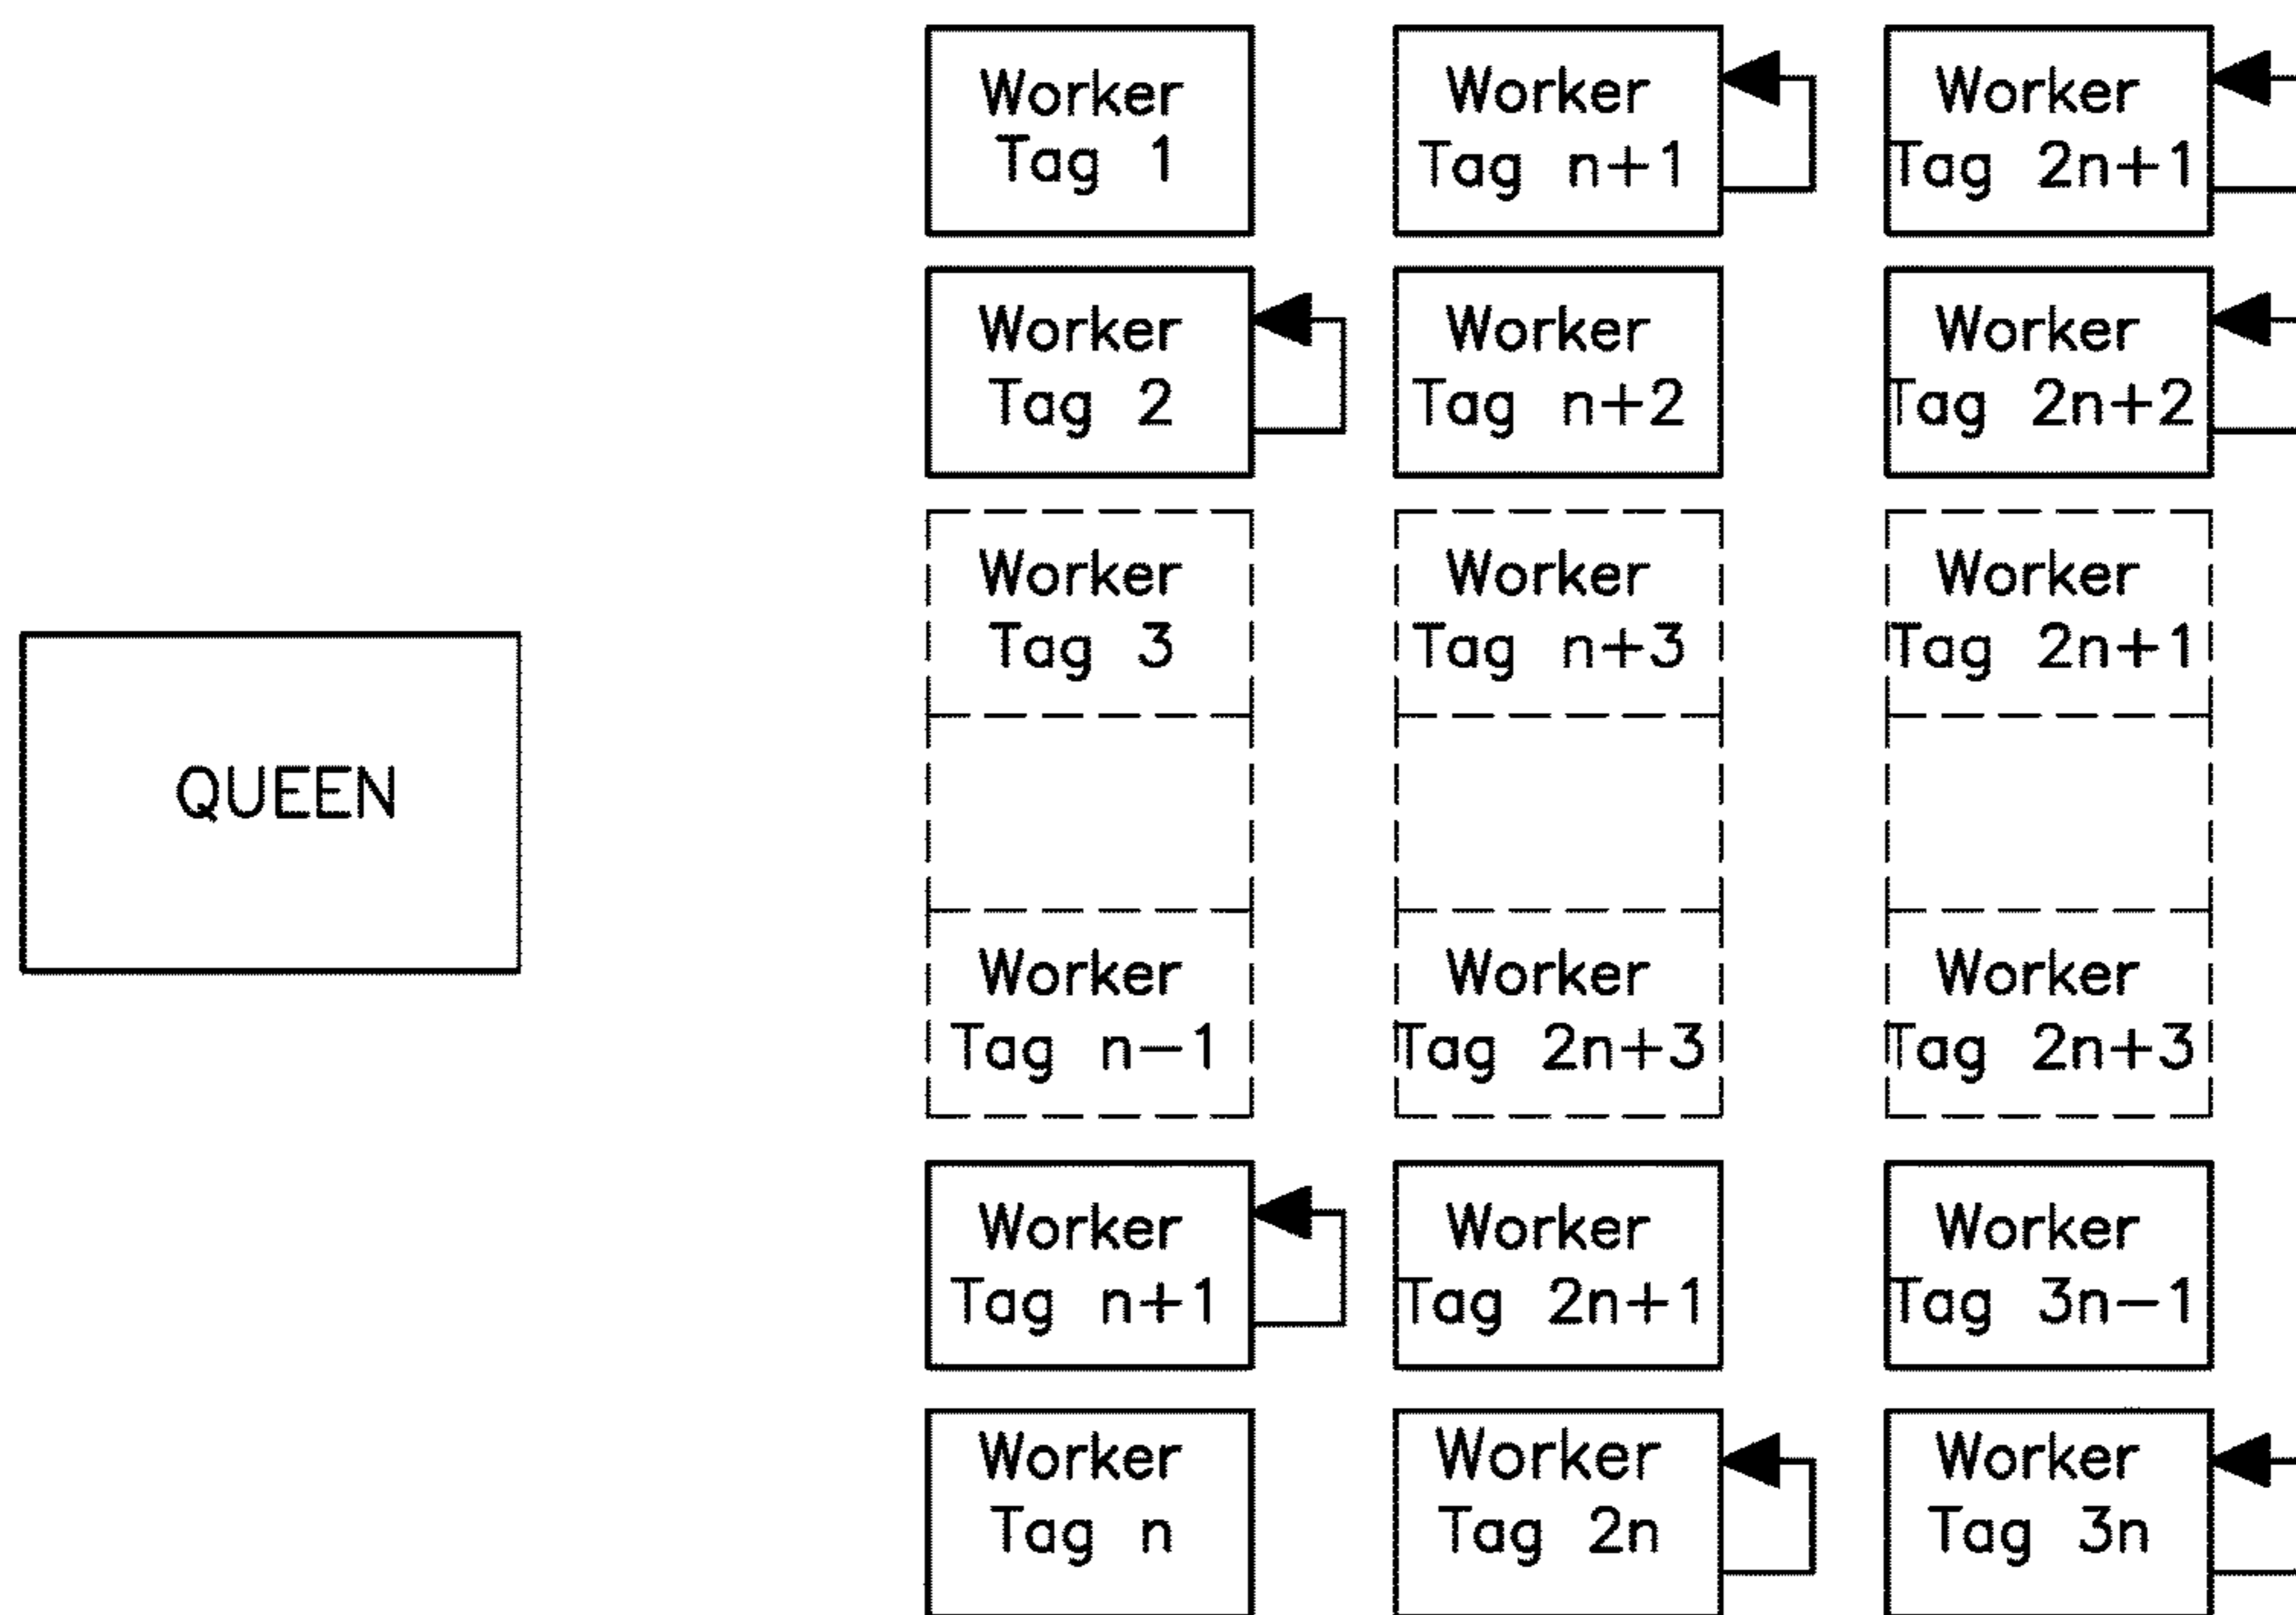 Worker
Tag 1
Worker
Tag n+1
Worker
Tag 2n+1
Worker
Tag 2
Worker
Tag n+2
Worker
Tag 2n+2
Worker
Tag 3
Worker
Tag n+3
Worker
Tag 2n+1
QUEEN
Worker
Tag n-1
Worker
Tag 2n+3
Worker
Tag 2n+3
Worker
Tag n+1
Worker
Tag 2n+1
Worker
Tag 3n-1
Worker
Tag n
Worker
Tag 2n
Worker
Tag 3n